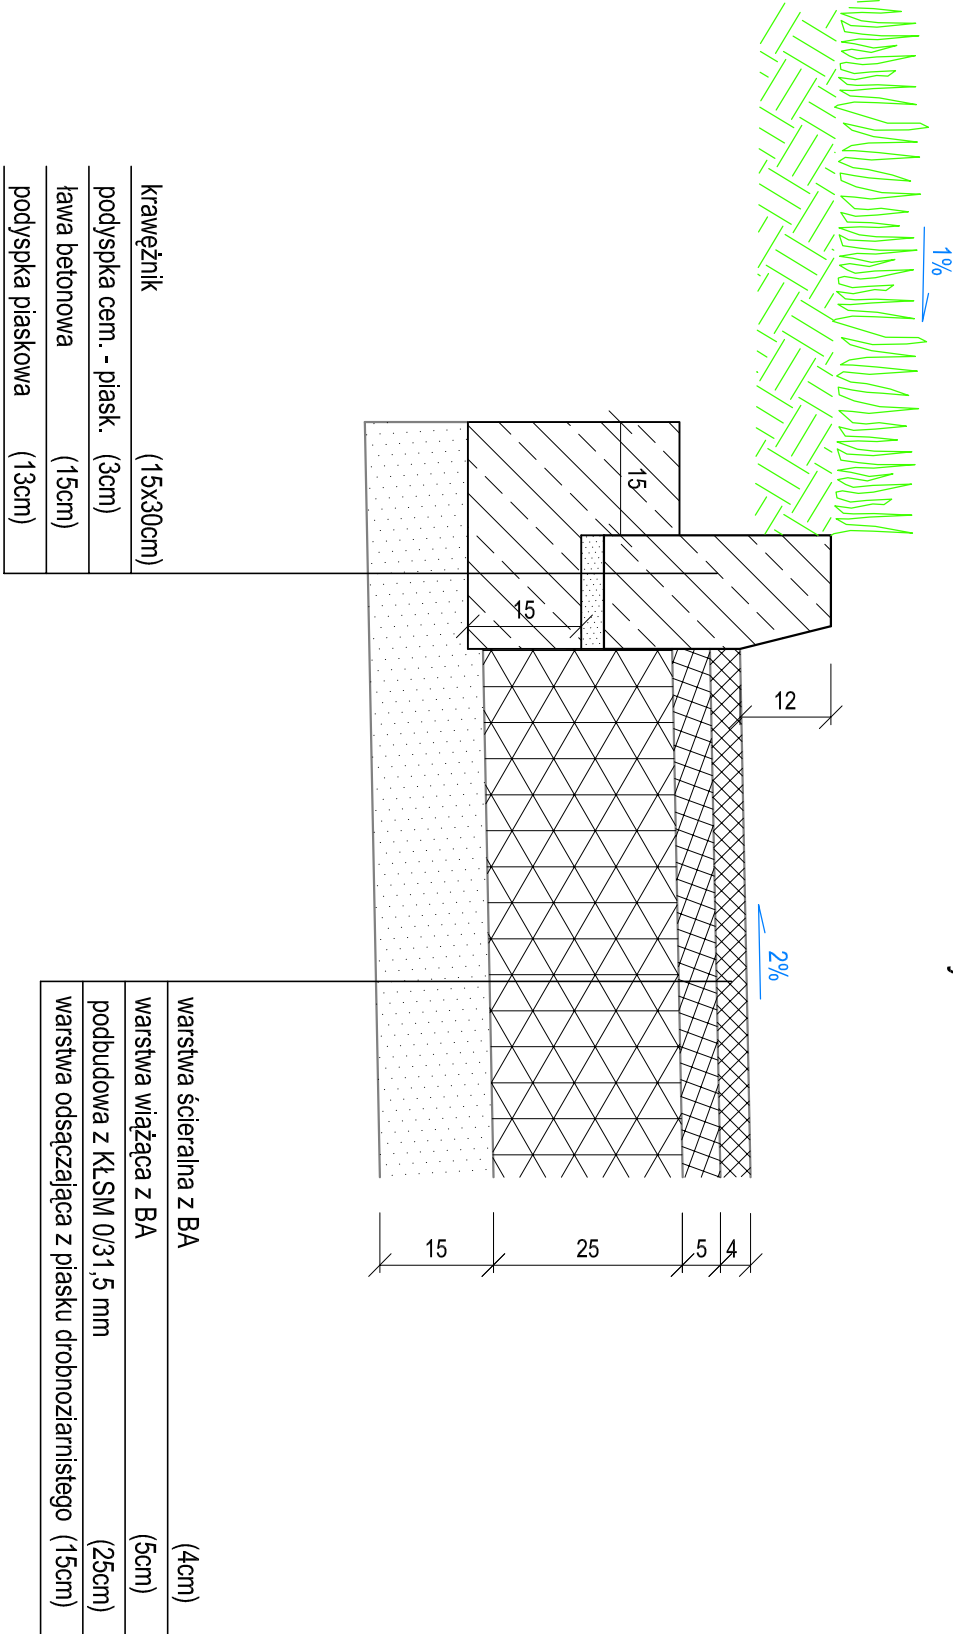 1%
15
15
12
2%
krawężnik (15x30cm)
podyspka cem. - piask. (3cm)
ława betonowa (15cm)
podyspka piaskowa (13cm)
15
25
5
4
warstwa ścieralna z BA (4cm)
warstwa wiążąca z BA (5cm)
podbudowa z KŁSM 0/31,5 mm (25cm)
warstwa odsączająca z piasku drobnoziarnistego (15cm)